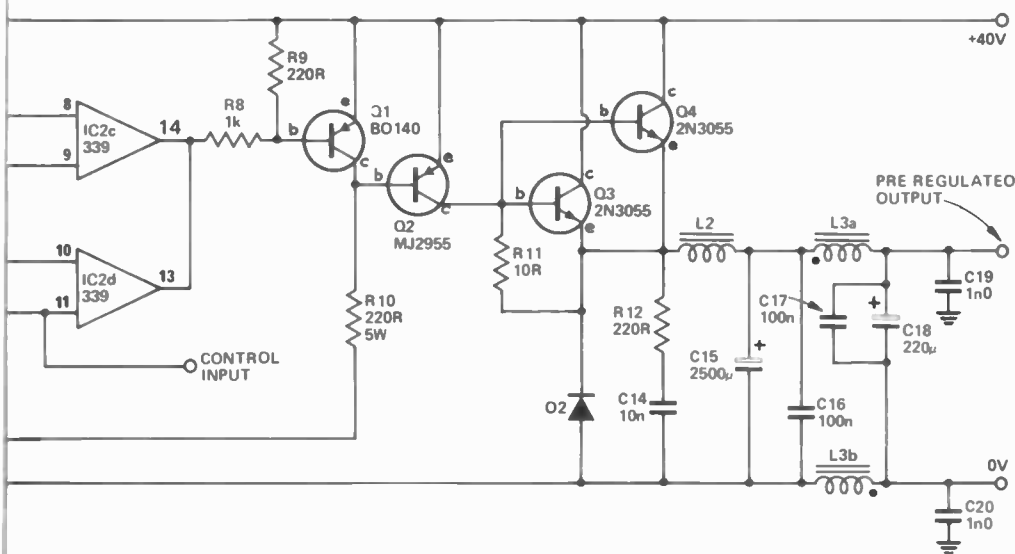 +40V
R9
220R
Q1
BO140
e
b
c
R8
1k
8
9
IC2c
339
14
10
11
IC2d
339
13
CONTROL
INPUT
b
e
c
Q2
MJ2955
R10
220R
5W
b
c
e
Q4
2N3055
b
c
e
Q3
2N3055
R11
10R
R12
220R
O2
C14
10n
L2
L3a
PRE REGULATED
OUTPUT
C19
1n0
C17
100n
+
C18
220µ
+
C15
2500µ
C16
100n
L3b
0V
C20
1n0